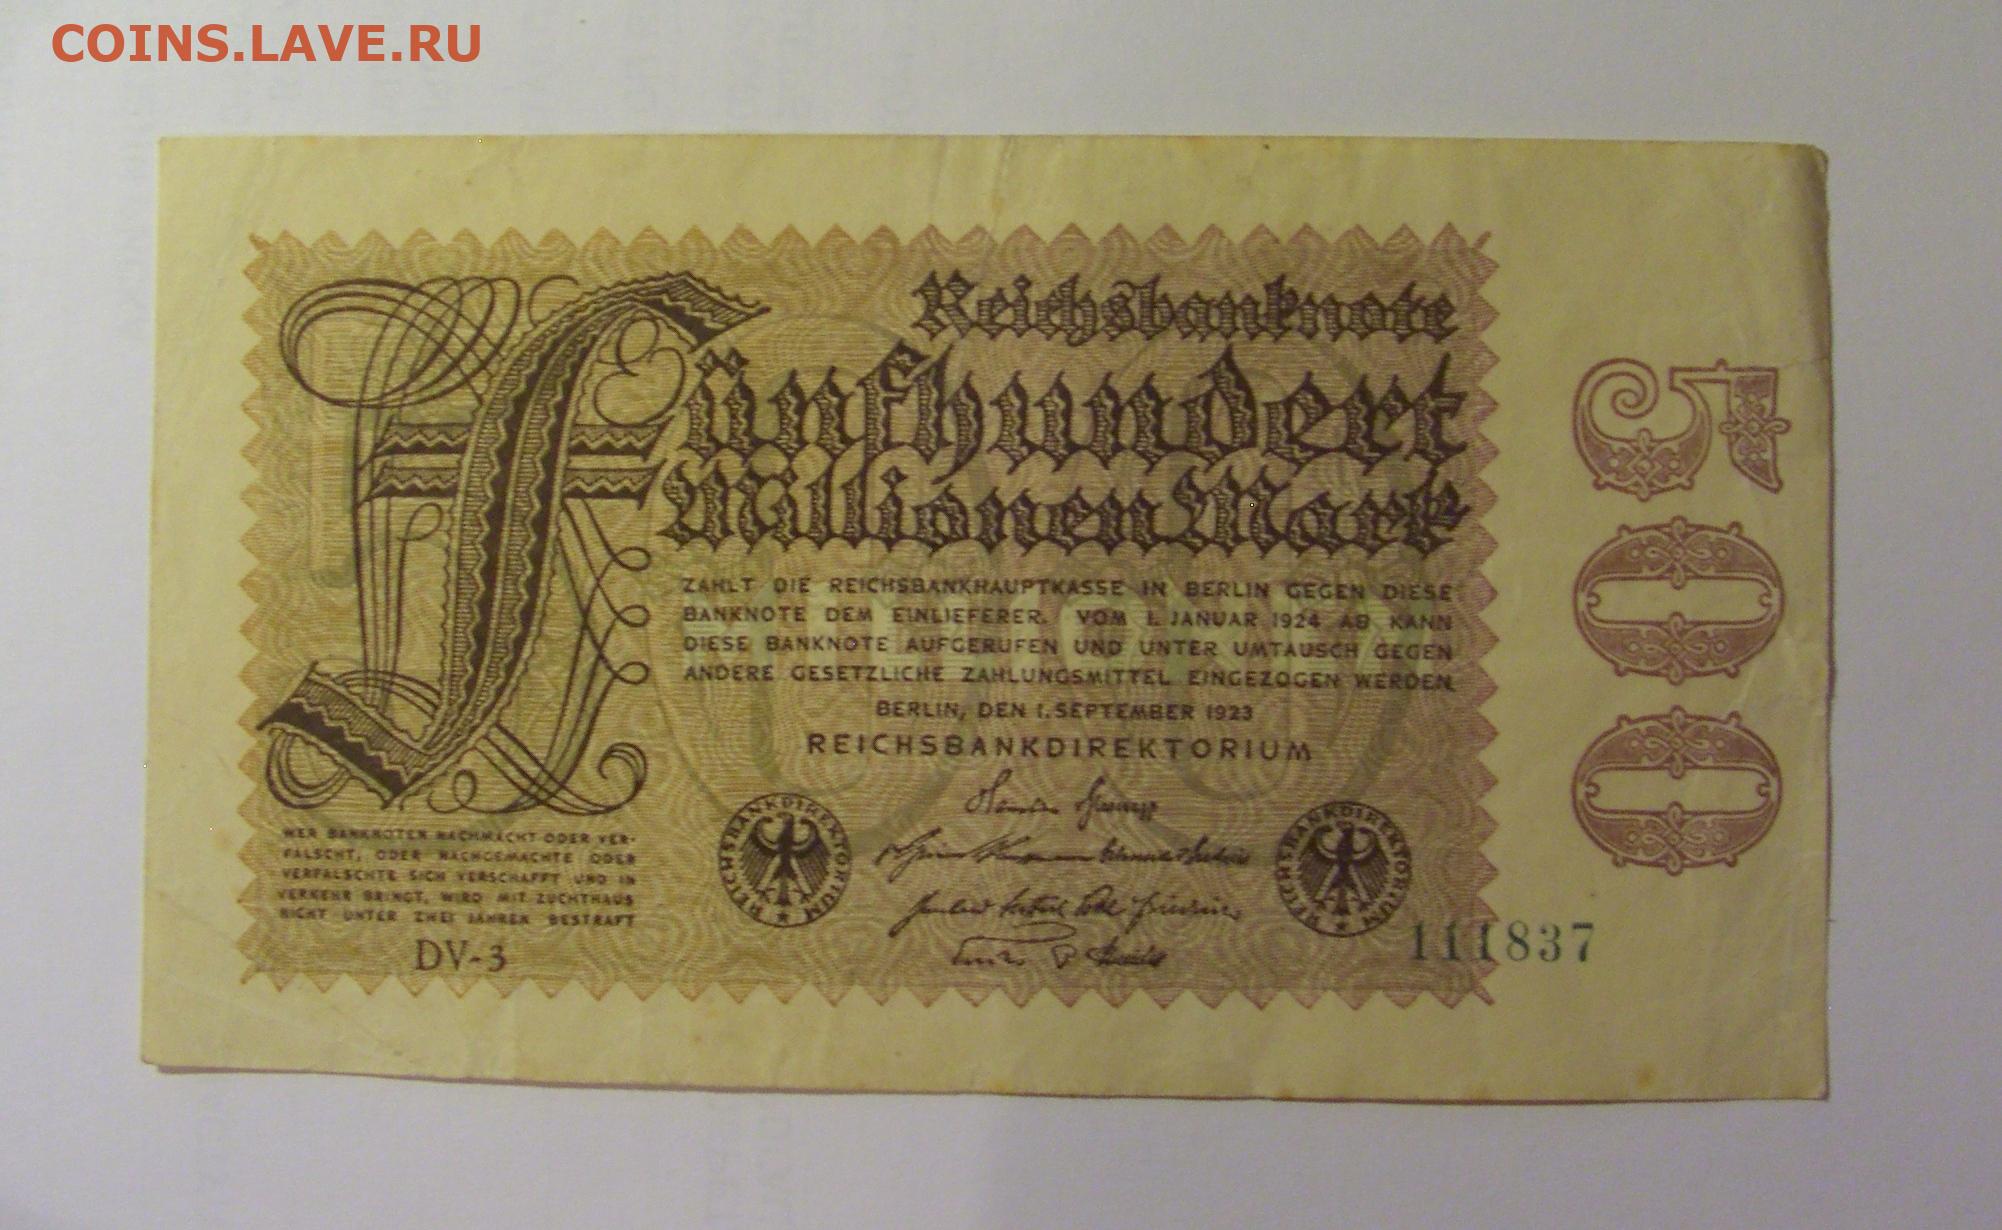 COINS.LAVE.RU
Reichsbanknote
Fünfhundert
Millionen Mark
ZAHLT DIE REICHSBANKHAUPTKASSE IN BERLIN GEGEN DIESE
BANKNOTE DEM EINLIEFERER. VOM 1. JANUAR 1924 AB KANN
DIESE BANKNOTE AUFGERUFEN UND UNTER UMTAUSCH GEGEN
ANDERE GESETZLICHE ZAHLUNGSMITTEL EINGEZOGEN WERDEN.
BERLIN, DEN 1. SEPTEMBER 1923
REICHSBANKDIREKTORIUM
REICHSBANKDIREKTORIUM ★
REICHSBANKDIREKTORIUM ★
WER BANKNOTEN NACHMACHT ODER VER-
FÄLSCHT, ODER NACHGEMACHTE ODER
VERFÄLSCHTE SICH VERSCHAFFT UND IN
VERKEHR BRINGT, WIRD MIT ZUCHTHAUS
NICHT UNTER ZWEI JAHREN BESTRAFT
DV-3
111837
500